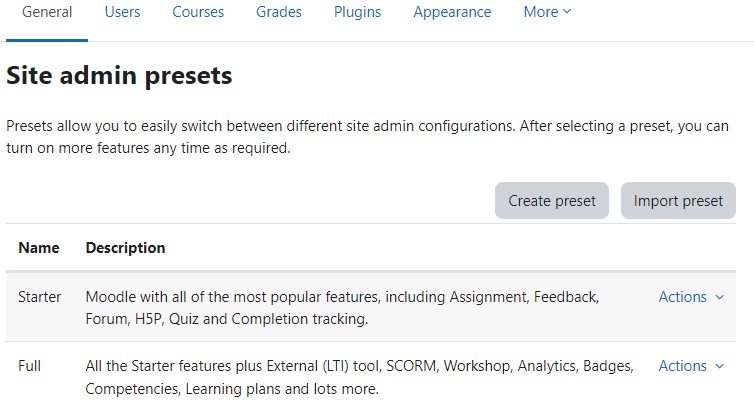 General Users Courses Grades Plugins Appearance More
Site admin presets
Presets allow you to easily switch between different site admin configurations. After selecting a preset, you can
turn on more features any time as required.
Create preset Import preset
Name Description
Starter Moodle with all of the most popular features, including Assignment, Feedback, Actions
Forum, H5P, Quiz and Completion tracking.
Full All the Starter features plus External (LTI) tool, SCORM, Workshop, Analytics, Badges, Actions
Competencies, Learning plans and lots more.